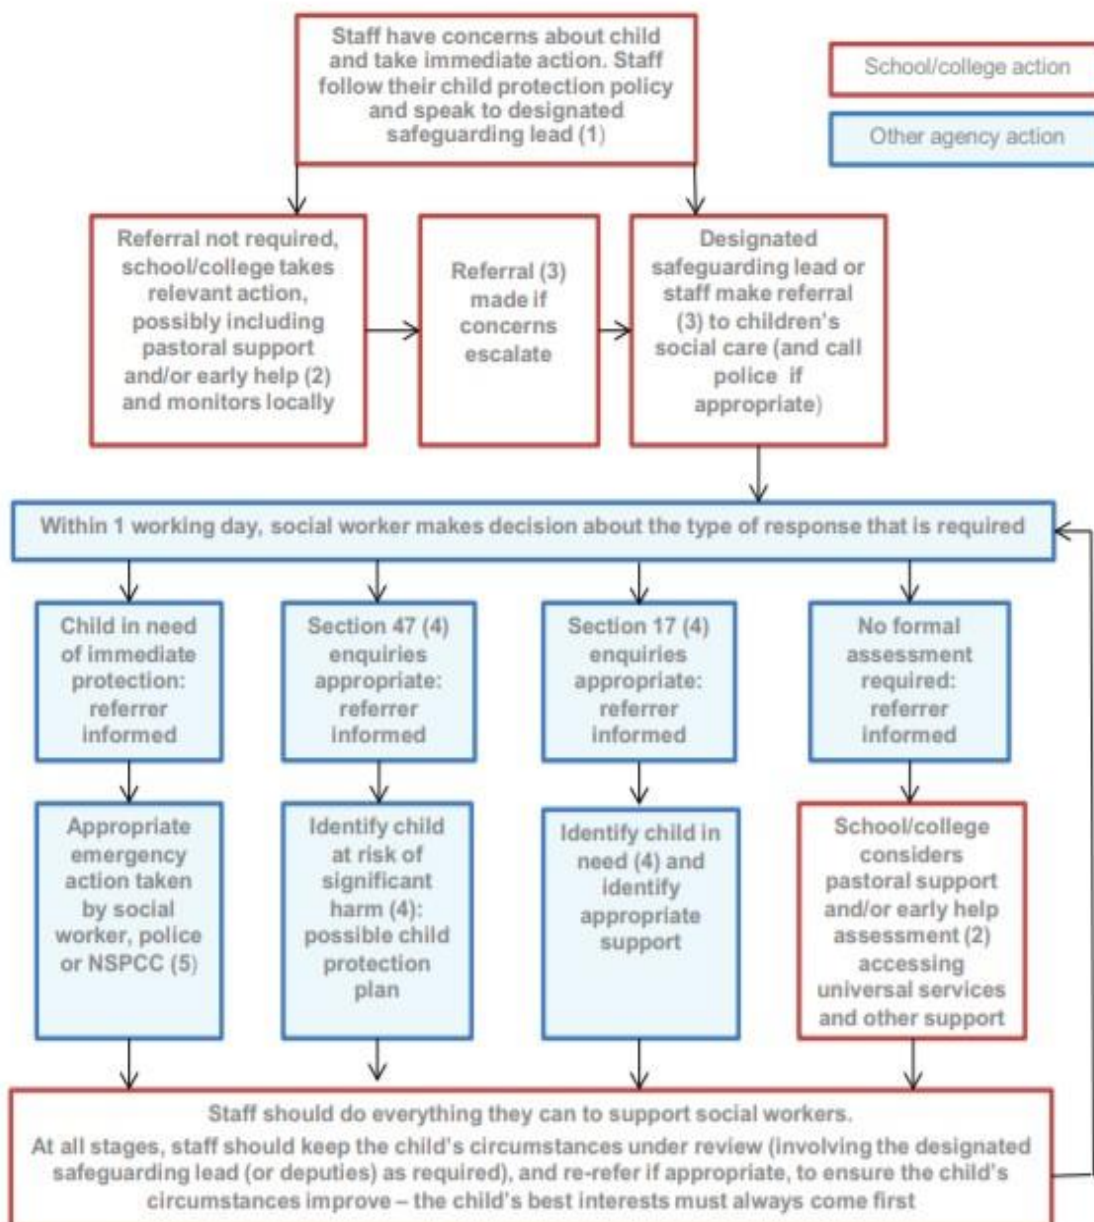 Staff have concerns about child
and take immediate action. Staff
follow their child protection policy
and speak to designated
safeguarding lead (1)
School/college action
Other agency action
Referral not required,
school/college takes
relevant action,
possibly including
pastoral support
and/or early help (2)
and monitors locally
Referral (3)
made if
concerns
escalate
Designated
safeguarding lead or
staff make referral
(3) to children's
social care (and call
police if
appropriate)
Within 1 working day, social worker makes decision about the type of response that is required
Child in need
of immediate
protection:
referrer
informed
Section 47 (4)
enquiries
appropriate:
referrer
informed
Section 17 (4)
enquiries
appropriate:
referrer
informed
No formal
assessment
required:
referrer
informed
Appropriate
emergency
action taken
by social
worker, police
or NSPCC (5)
Identify child
at risk of
significant
harm (4):
possible child
protection
plan
Identify child in
need (4) and
identify
appropriate
support
School/college
considers
pastoral support
and/or early help
assessment (2)
accessing
universal services
and other support
Staff should do everything they can to support social workers.
At all stages, staff should keep the child's circumstances under review (involving the designated
safeguarding lead (or deputies) as required), and re-refer if appropriate, to ensure the child's
circumstances improve – the child's best interests must always come first